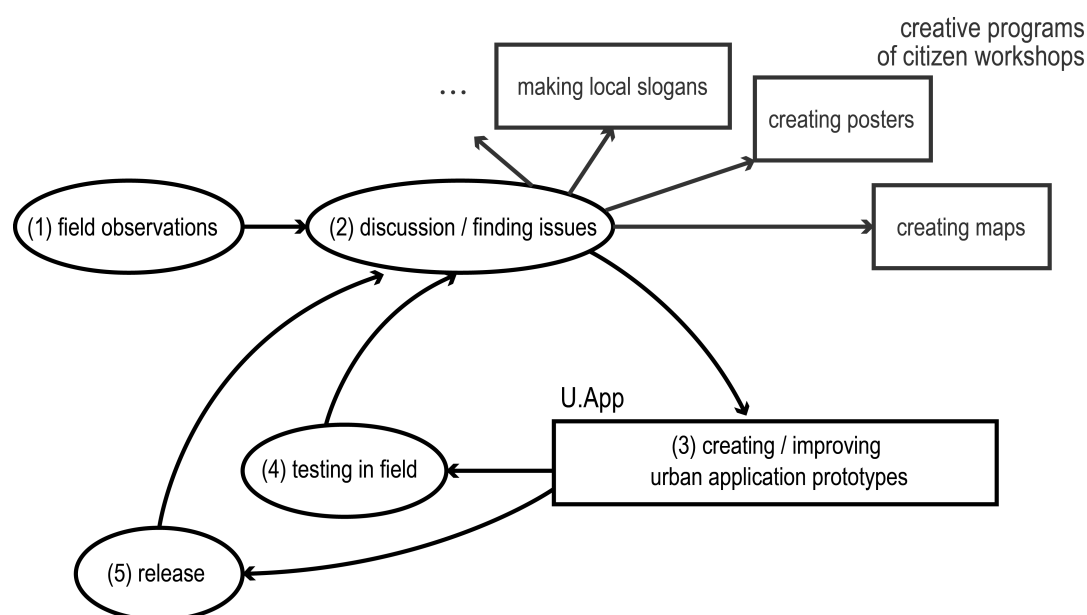 creative programs
of citizen workshops
...
making local slogans
creating posters
(1) field observations
(2) discussion / finding issues
creating maps
U.App
(3) creating / improving
urban application prototypes
(4) testing in field
(5) release